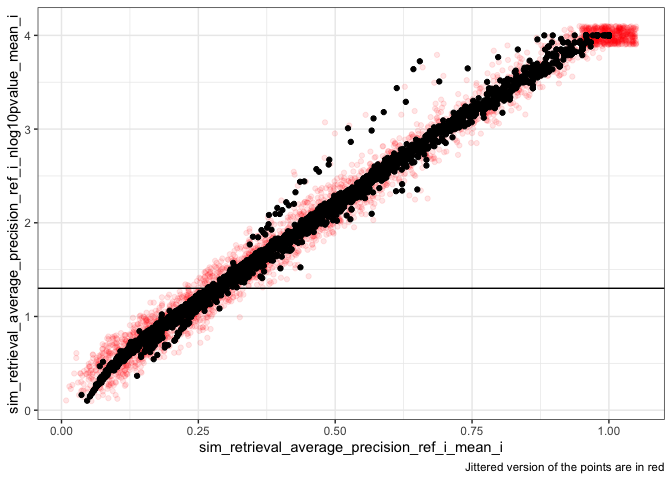 sim_retrieval_average_precision_ref_i_nlog10pvalue_mean_i
4
3
2
1
0
0.00 0.25 0.50 0.75 1.00
sim_retrieval_average_precision_ref_i_mean_i
Jittered version of the points are in red